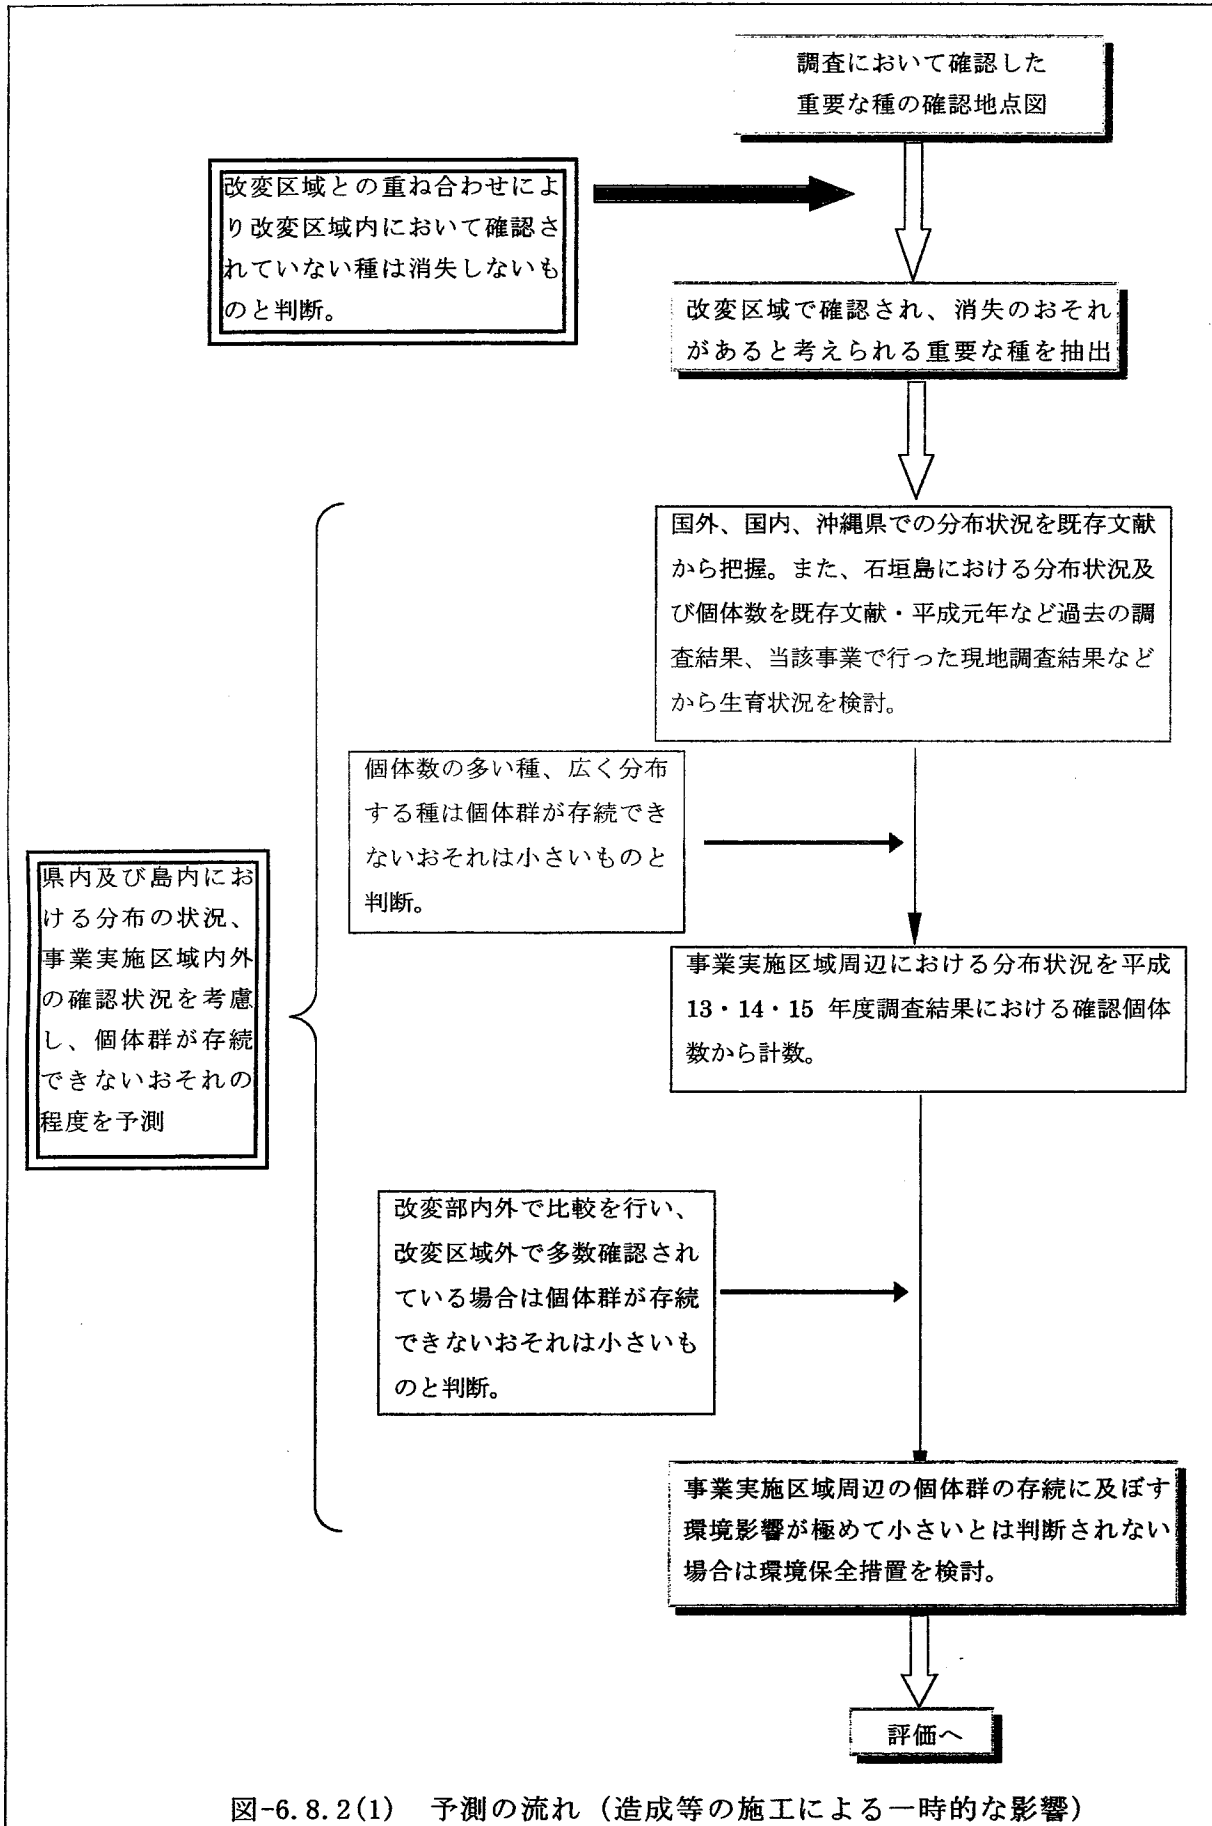 調査において確認した
重要な種の確認地点図
改変区域との重ね合わせによ
り改変区域内において確認さ
れていない種は消失しないも
のと判断。
改変区域で確認され、消失のおそれ
があると考えられる重要な種を抽出
国外、国内、沖縄県での分布状況を既存文献
から把握。また、石垣島における分布状況及
び個体数を既存文献・平成元年など過去の調
査結果、当該事業で行った現地調査結果など
から生育状況を検討。
個体数の多い種、広く分布
する種は個体群が存続でき
ないおそれは小さいものと
判断。
県内及び島内にお
ける分布の状況、
事業実施区域内外
の確認状況を考慮
し、個体群が存続
できないおそれの
程度を予測
事業実施区域周辺における分布状況を平成
13・14・15 年度調査結果における確認個体
数から計数。
改変部内外で比較を行い、
改変区域外で多数確認され
ている場合は個体群が存続
できないおそれは小さいも
のと判断。
事業実施区域周辺の個体群の存続に及ぼす
環境影響が極めて小さいとは判断されない
場合は環境保全措置を検討。
評価へ
図-6.8.2(1) 予測の流れ（造成等の施工による一時的な影響）